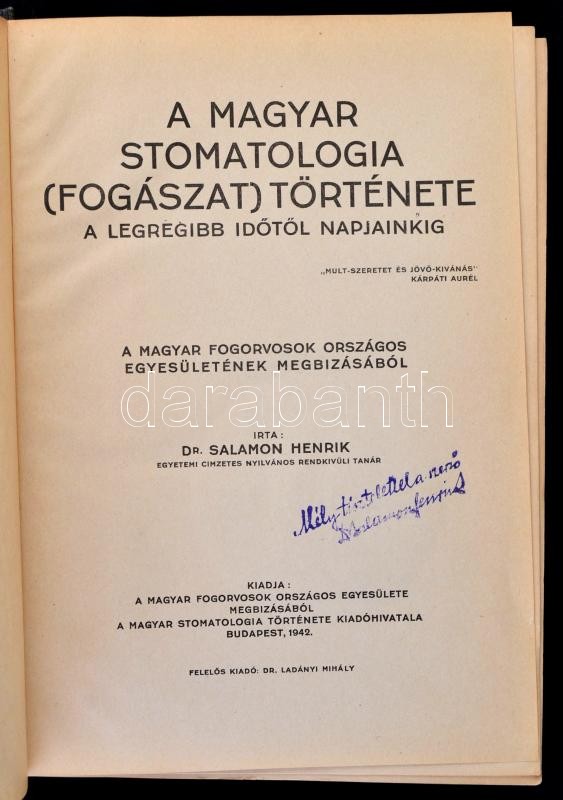 A MAGYAR
STOMATOLOGIA
(FOGÁSZAT) TÖRTÉNETE
A LEGRÉGIBB IDŐTŐL NAPJAINKIG
„MULT-SZERETET ÉS JÖVŐ-KIVÁNÁS"
KÁRPÁTI AURÉL
A MAGYAR FOGORVOSOK ORSZÁGOS
EGYESÜLETÉNEK MEGBIZÁSÁBÓL
darabanth
IRTA:
DR. SALAMON HENRIK
EGYETEMI CIMZETES NYILVÁNOS RENDKIVÜLI TANÁR
Mély tisztelettel a szerző
Dr Salamon Henrik
KIADJA:
A MAGYAR FOGORVOSOK ORSZÁGOS EGYESÜLETE
MEGBIZÁSÁBÓL
A MAGYAR STOMATOLOGIA TÖRTÉNETE KIADÓHIVATALA
BUDAPEST, 1942.
FELELŐS KIADÓ: DR. LADÁNYI MIHÁLY